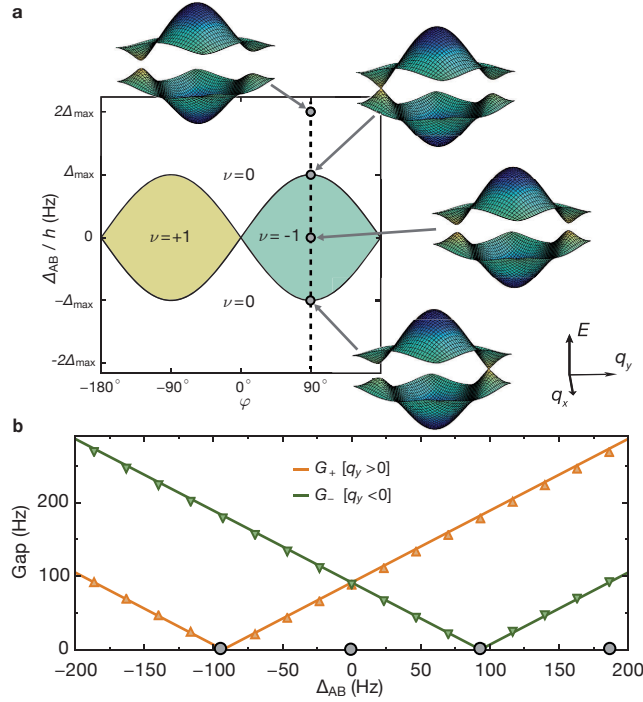 a
2Δmax
Δmax
0
-Δmax
-2Δmax
ΔAB / h (Hz)
ν=0
ν=+1
ν= -1
ν=0
−180°
−90°
0°
90°
φ
E
qy
qx
b
G+ [qy >0]
G− [qy <0]
Gap (Hz)
200
100
0
−200
−150
−100
−50
0
50
100
150
200
ΔAB (Hz)